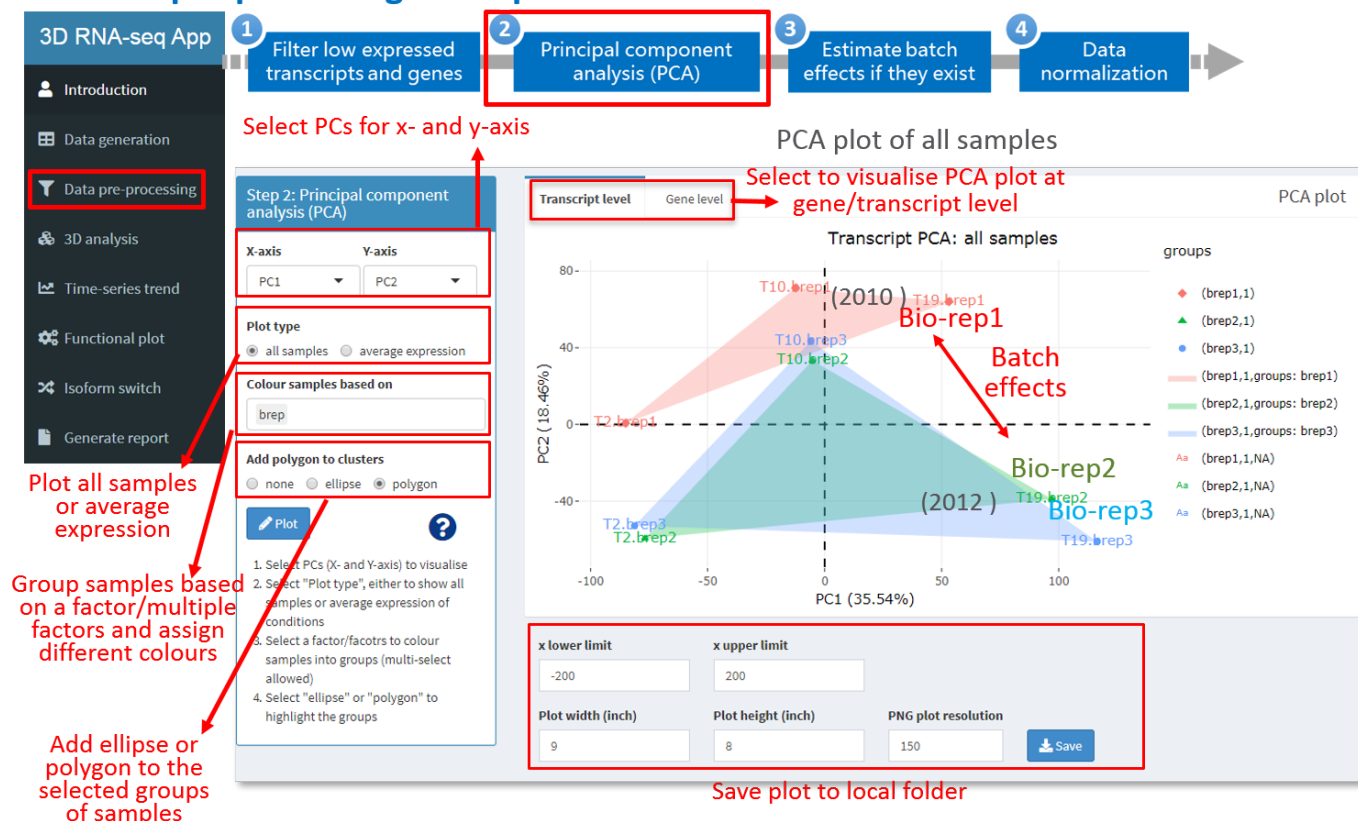 3D RNA-seq App
Introduction
Data generation
Data pre-processing
3D analysis
Time-series trend
Functional plot
Isoform switch
Generate report
1
Filter low expressed
transcripts and genes
2
Principal component
analysis (PCA)
3
Estimate batch
effects if they exist
4
Data
normalization
Select PCs for x- and y-axis
PCA plot of all samples
Step 2: Principal component
analysis (PCA)
X-axis
Y-axis
PC1
PC2
Plot type
all samples
average expression
Colour samples based on
brep
Add polygon to clusters
none
ellipse
polygon
Plot
?
1. Select PCs (X- and Y-axis) to visualise
2. Select "Plot type", either to show all
samples or average expression of
conditions
3. Select a factor/facotrs to colour
samples into groups (multi-select
allowed)
4. Select "ellipse" or "polygon" to
highlight the groups
Plot all samples
or average
expression
Group samples based
on a factor/multiple
factors and assign
different colours
Add ellipse or
polygon to the
selected groups
of samples
Transcript level
Gene level
Select to visualise PCA plot at
gene/transcript level
PCA plot
Transcript PCA: all samples
80
40
0
-40
PC2 (18.46%)
-100
-50
0
50
100
PC1 (35.54%)
T10.brep1
(2010 )
T19.brep1
Bio-rep1
T10.brep3
T10.brep2
Batch
effects
T2.brep1
Bio-rep2
(2012 )
T19.brep2
Bio-rep3
T2.brep3
T2.brep2
T19.brep3
groups
(brep1,1)
(brep2,1)
(brep3,1)
(brep1,1,groups: brep1)
(brep2,1,groups: brep2)
(brep3,1,groups: brep3)
Aa (brep1,1,NA)
Aa (brep2,1,NA)
Aa (brep3,1,NA)
x lower limit
x upper limit
-200
200
Plot width (inch)
Plot height (inch)
PNG plot resolution
9
8
150
Save
Save plot to local folder